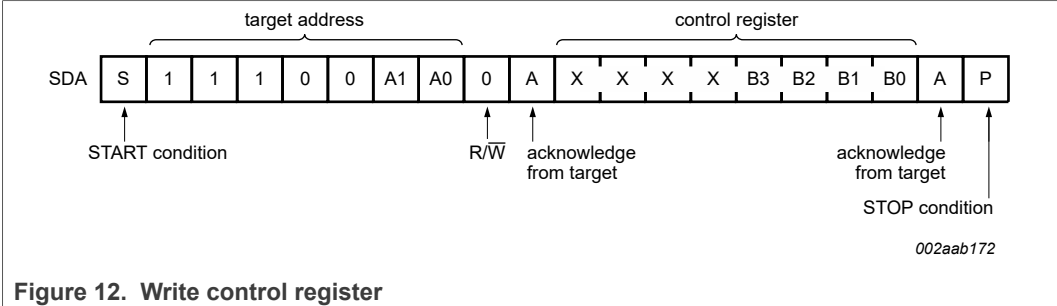 target address control register
SDA S 1 1 1 0 0 A1 A0 0 A X X X X B3 B2 B1 B0 A P
START condition R/W̅ acknowledge from target acknowledge from target
STOP condition
002aab172
Figure 12. Write control register